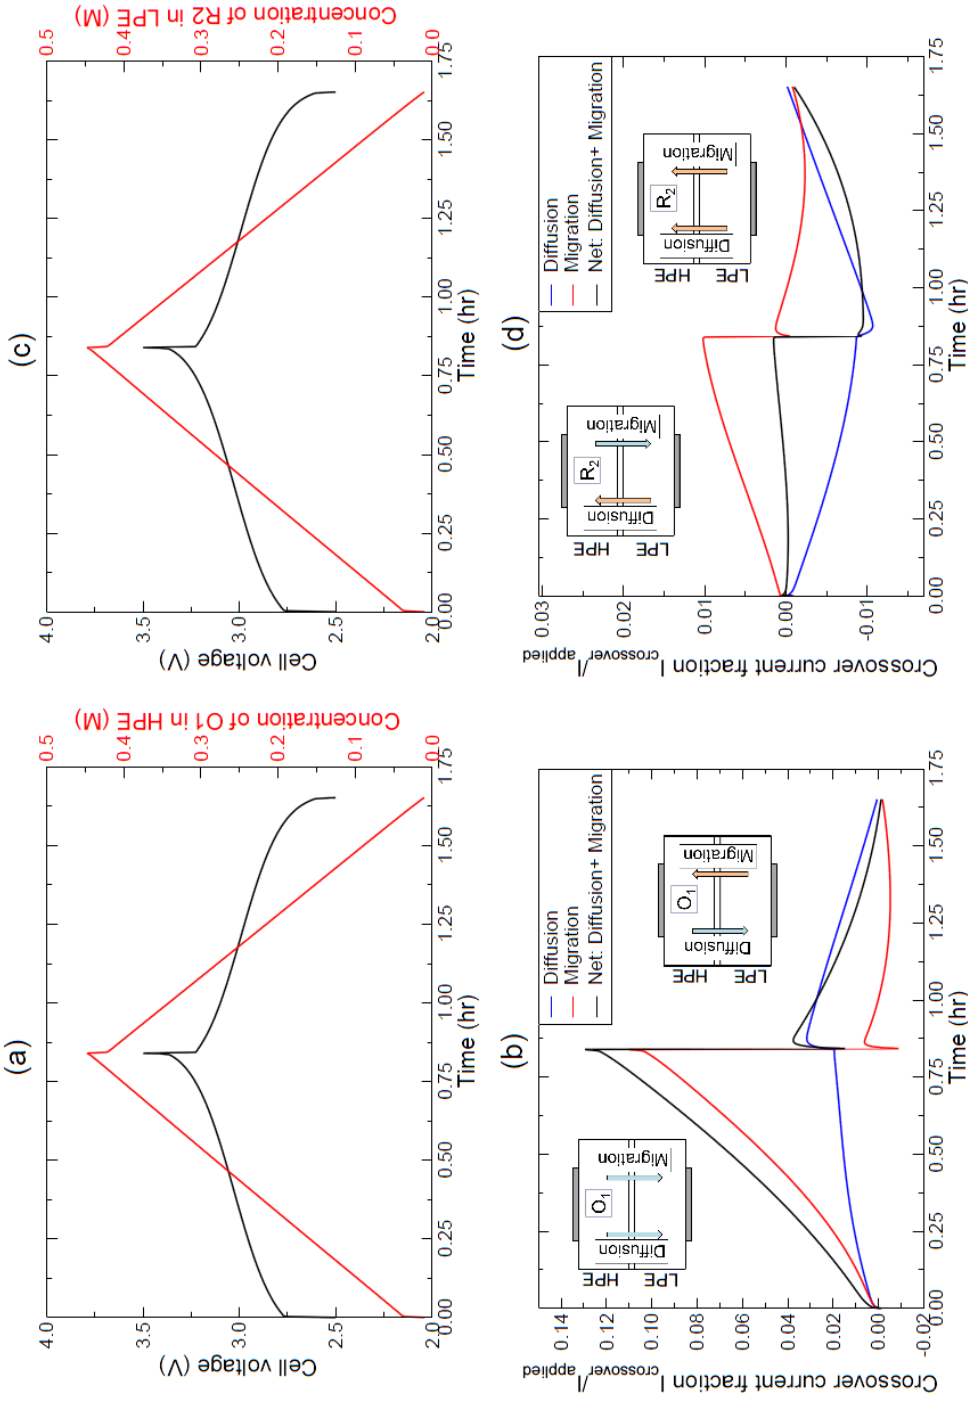 (a)
Cell voltage (V)
4.0
3.5
3.0
2.5
2.0
Concentration of O1 in HPE (M)
0.5
0.4
0.3
0.2
0.1
0.0
0.00 0.25 0.50 0.75 1.00 1.25 1.50 1.75
Time (hr)
(c)
Cell voltage (V)
4.0
3.5
3.0
2.5
2.0
Concentration of R2 in LPE (M)
0.5
0.4
0.3
0.2
0.1
0.0
0.00 0.25 0.50 0.75 1.00 1.25 1.50 1.75
Time (hr)
(b)
Crossover current fraction I crossover/I applied
0.14
0.12
0.10
0.08
0.06
0.04
0.02
0.00
-0.02
Diffusion
Migration
Net: Diffusion+ Migration
HPE
LPE
O1
Diffusion
Migration
HPE
LPE
O1
Diffusion
Migration
0.00 0.25 0.50 0.75 1.00 1.25 1.50 1.75
Time (hr)
(d)
Crossover current fraction I crossover/I applied
0.03
0.02
0.01
0.00
-0.01
Diffusion
Migration
Net: Diffusion+ Migration
HPE
LPE
R2
Diffusion
Migration
HPE
LPE
R2
Diffusion
Migration
0.00 0.25 0.50 0.75 1.00 1.25 1.50 1.75
Time (hr)